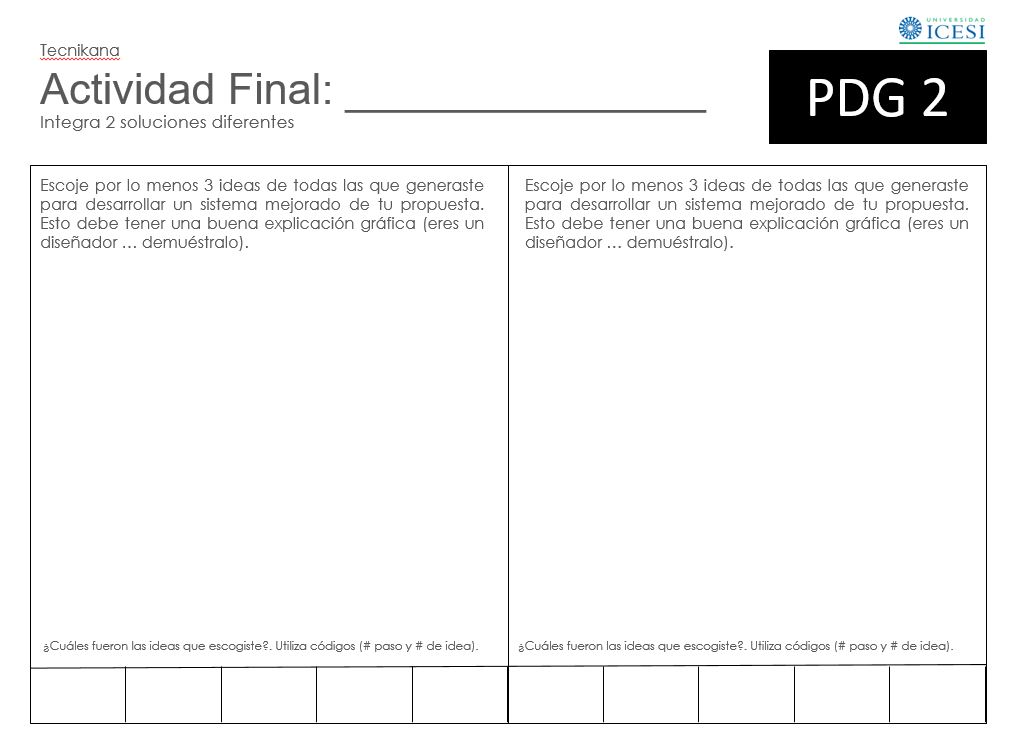 UNIVERSIDAD
ICESI
Tecnikana
Actividad Final: __________________
PDG 2
Integra 2 soluciones diferentes
Escoje por lo menos 3 ideas de todas las que generaste
para desarrollar un sistema mejorado de tu propuesta.
Esto debe tener una buena explicación gráfica (eres un
diseñador … demuéstralo).
¿Cuáles fueron las ideas que escogiste?. Utiliza códigos (# paso y # de idea).
Escoje por lo menos 3 ideas de todas las que generaste
para desarrollar un sistema mejorado de tu propuesta.
Esto debe tener una buena explicación gráfica (eres un
diseñador … demuéstralo).
¿Cuáles fueron las ideas que escogiste?. Utiliza códigos (# paso y # de idea).